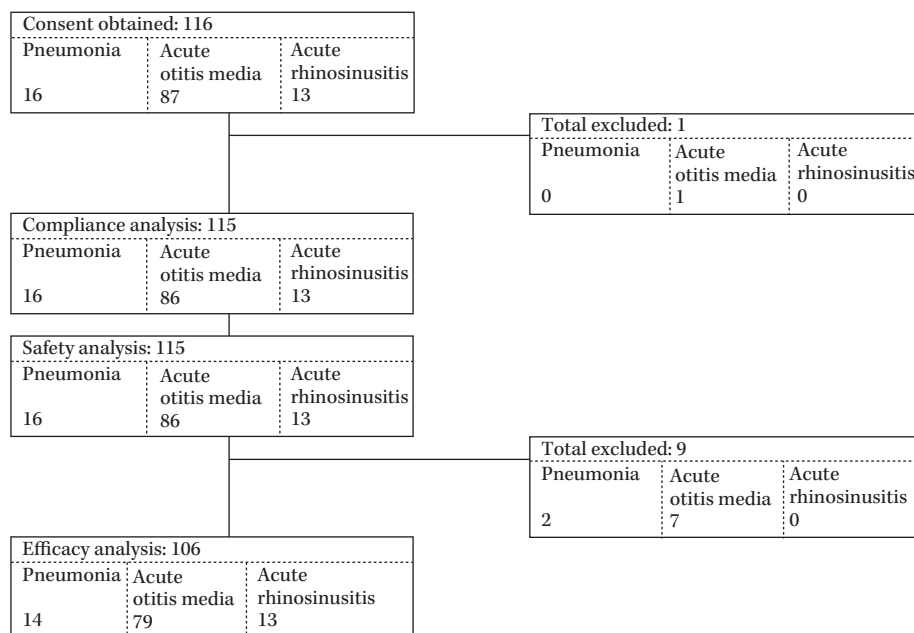 Consent obtained: 116
Pneumonia
Acute
otitis media
Acute
rhinosinusitis
16
87
13
Total excluded: 1
Pneumonia
Acute
otitis media
Acute
rhinosinusitis
0
1
0
Compliance analysis: 115
Pneumonia
Acute
otitis media
Acute
rhinosinusitis
16
86
13
Safety analysis: 115
Pneumonia
Acute
otitis media
Acute
rhinosinusitis
16
86
13
Total excluded: 9
Pneumonia
Acute
otitis media
Acute
rhinosinusitis
2
7
0
Efficacy analysis: 106
Pneumonia
Acute
otitis media
Acute
rhinosinusitis
14
79
13